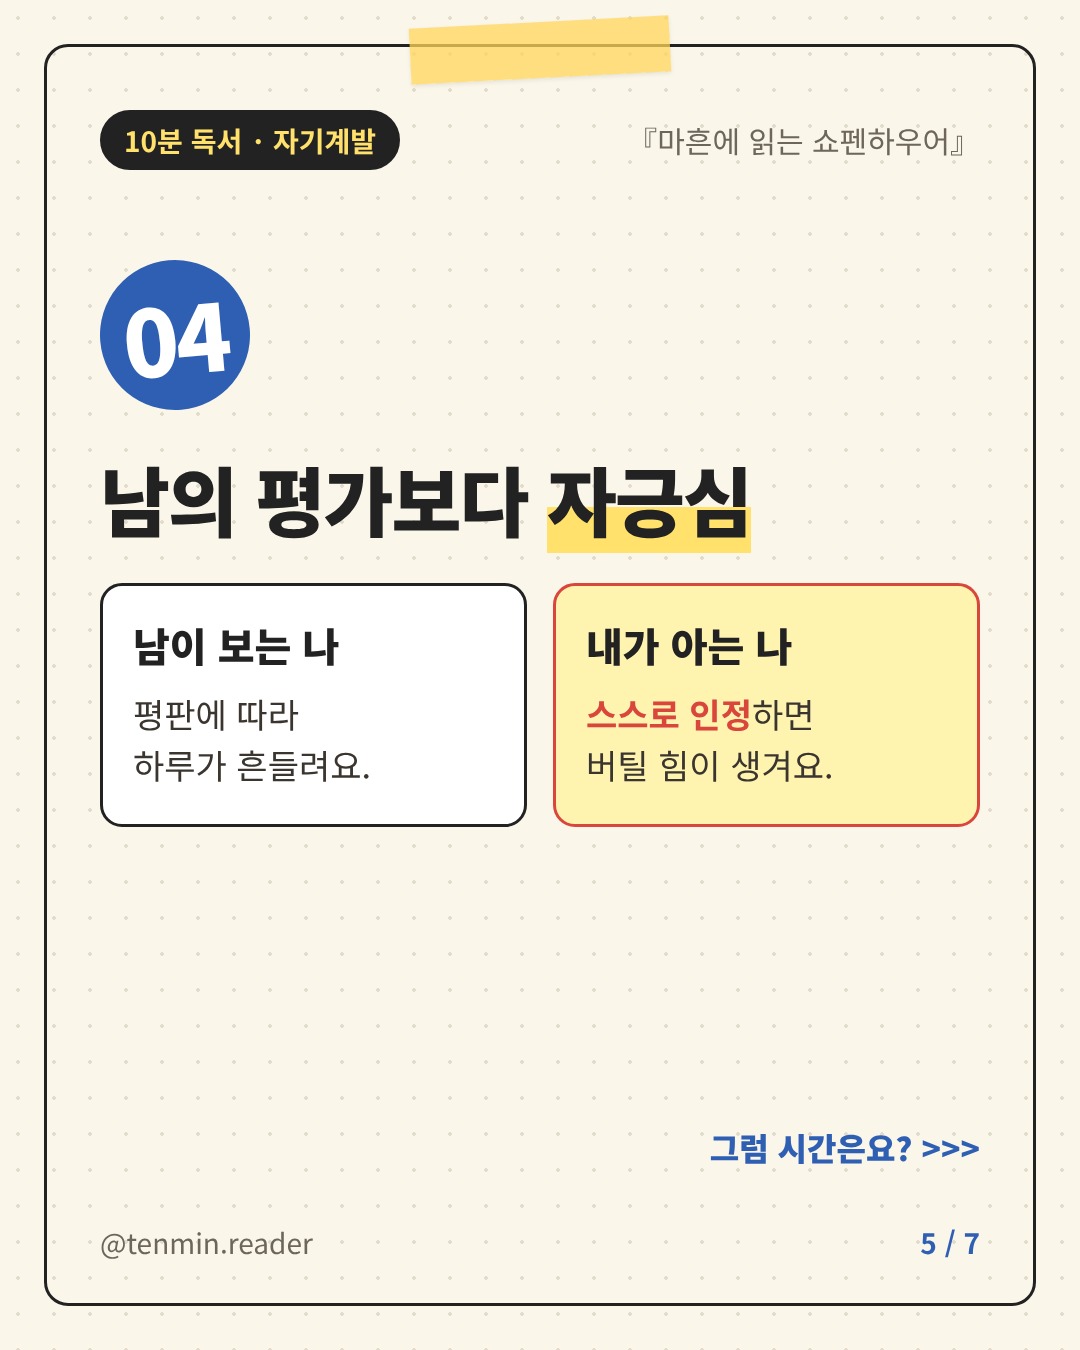 10분 독서 · 자기계발
『마흔에 읽는 쇼펜하우어』
04
남의 평가보다 자긍심
남이 보는 나
평판에 따라
하루가 흔들려요.
내가 아는 나
스스로 인정하면
버틸 힘이 생겨요.
그럼 시간은요? >>>
@tenmin.reader
5 / 7